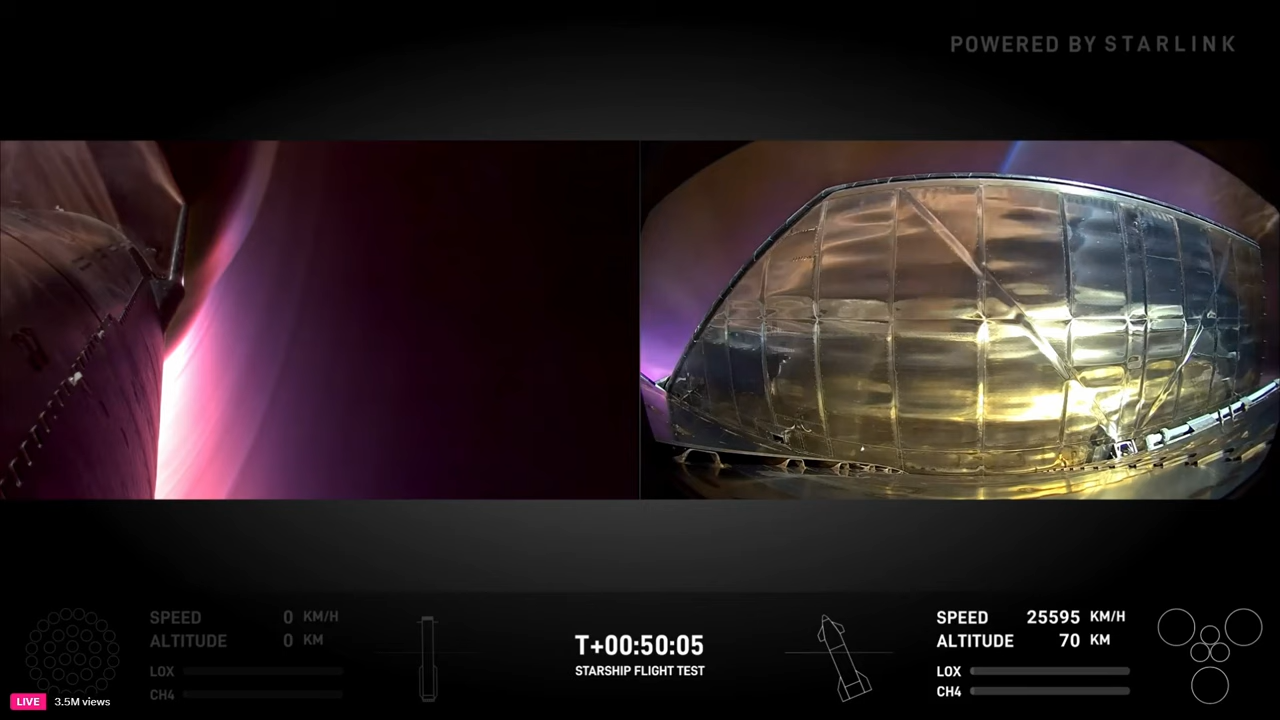 POWERED BY STARLINK
SPEED 0 KM/H
ALTITUDE 0 KM
LOX
CH4
T+00:50:05
STARSHIP FLIGHT TEST
SPEED 25595 KM/H
ALTITUDE 70 KM
LOX
CH4
LIVE 3.5M views